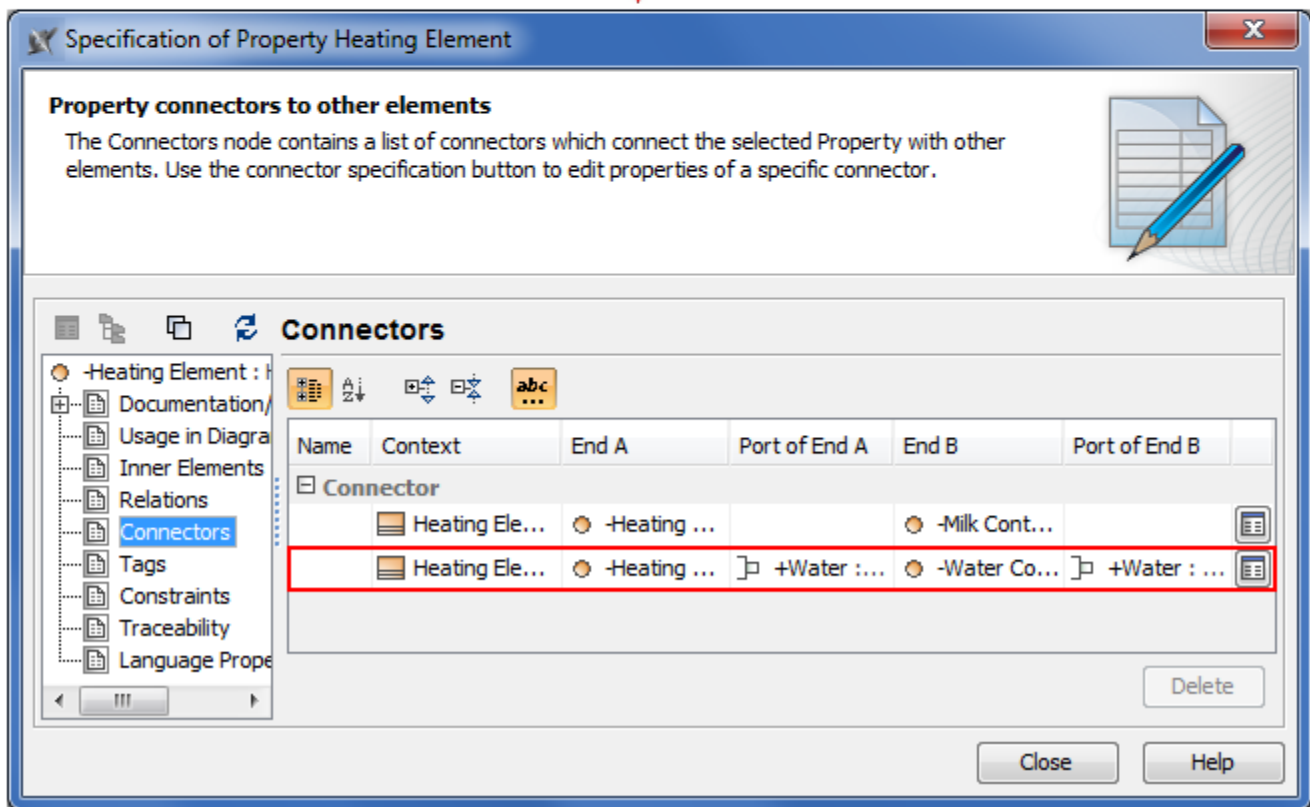 Specification of Property Heating Element
Property connectors to other elements
The Connectors node contains a list of connectors which connect the selected Property with other
elements. Use the connector specification button to edit properties of a specific connector.
Connectors
-Heating Element : H
Documentation/
Usage in Diagra
Inner Elements
Relations
Connectors
Tags
Constraints
Traceability
Language Prope
abc
...
Name Context End A Port of End A End B Port of End B
Connector
Heating Ele... -Heating ... -Milk Cont...
Heating Ele... -Heating ... +Water :... -Water Co... +Water : ...
Delete
Close Help